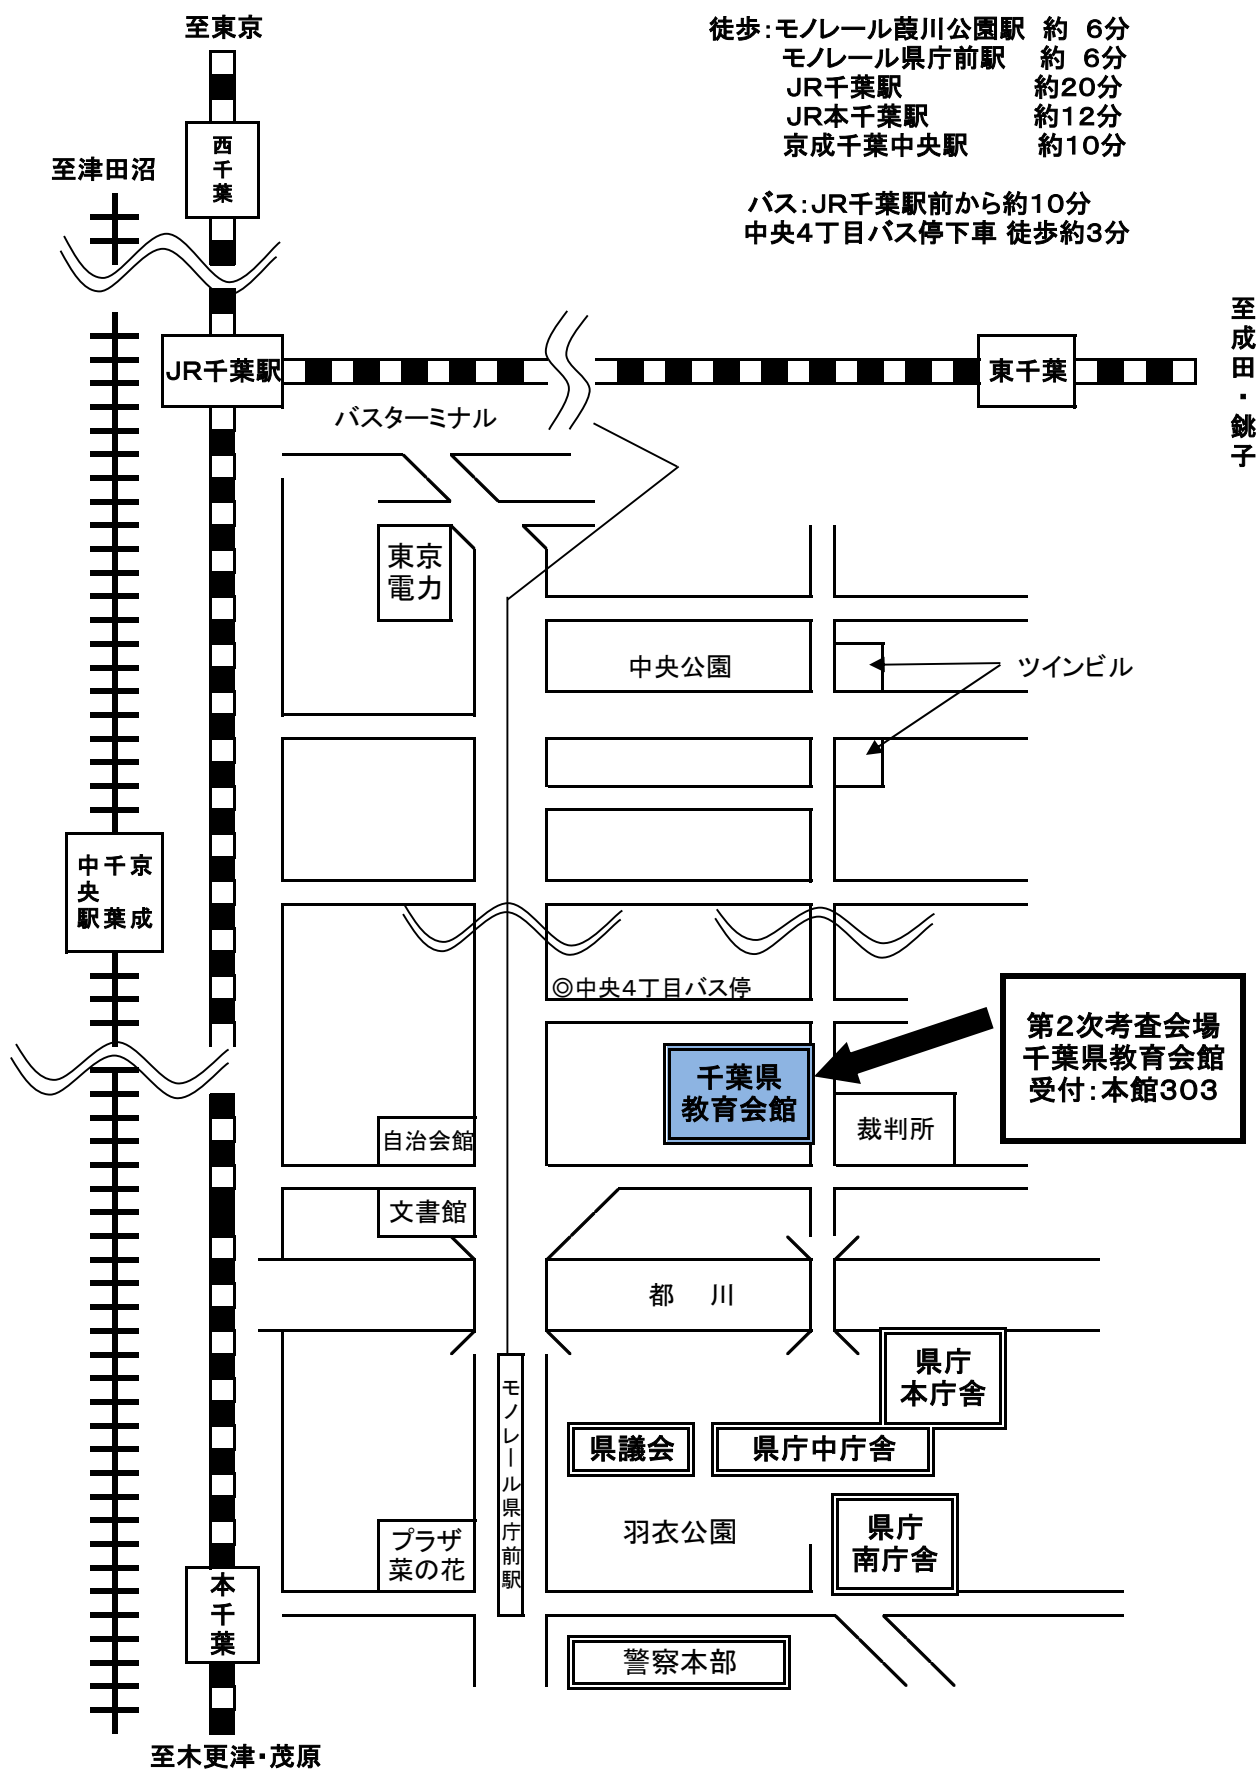 至東京
徒歩：モノレール葭川公園駅　約　6分
モノレール県庁前駅　約　6分
JR千葉駅　約20分
JR本千葉駅　約12分
京成千葉中央駅　約10分
バス：JR千葉駅前から約10分
中央4丁目バス停下車 徒歩約3分
西千葉
至津田沼
至成田・銚子
JR千葉駅
東千葉
バスターミナル
東京
電力
中央公園
ツインビル
京成
千葉
中央駅
◎中央4丁目バス停
第2次考査会場
千葉県教育会館
受付：本館303
千葉県
教育会館
裁判所
自治会館
文書館
都　川
県庁
本庁舎
モノレール県庁前駅
県議会
県庁中庁舎
羽衣公園
県庁
南庁舎
プラザ
菜の花
本千葉
警察本部
至木更津・茂原